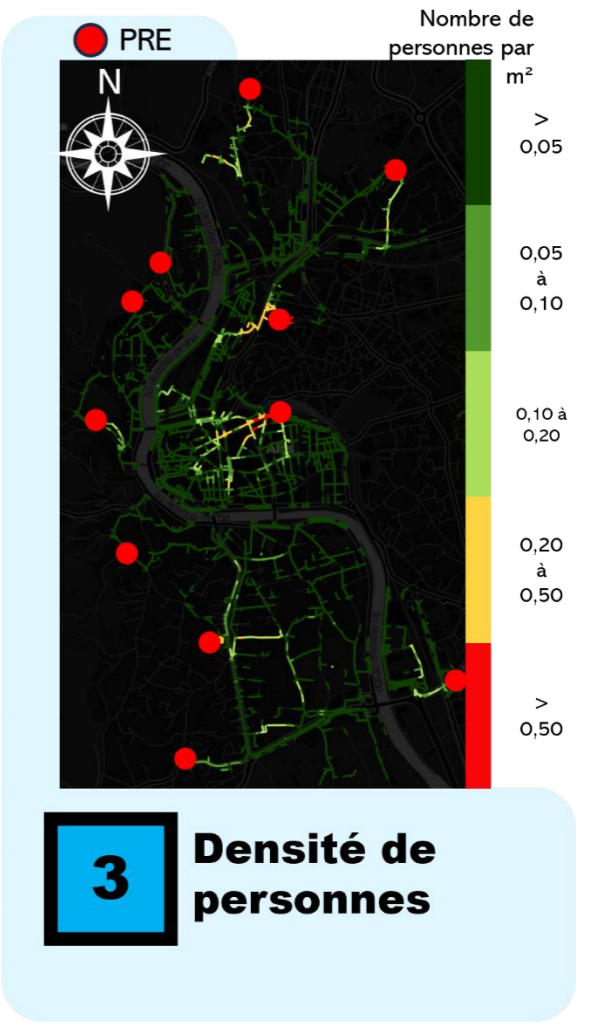 PRE
Nombre de
personnes par
m²
N
>
0,05
0,05
à
0,10
0,10 à
0,20
0,20
à
0,50
>
0,50
3
Densité de
personnes